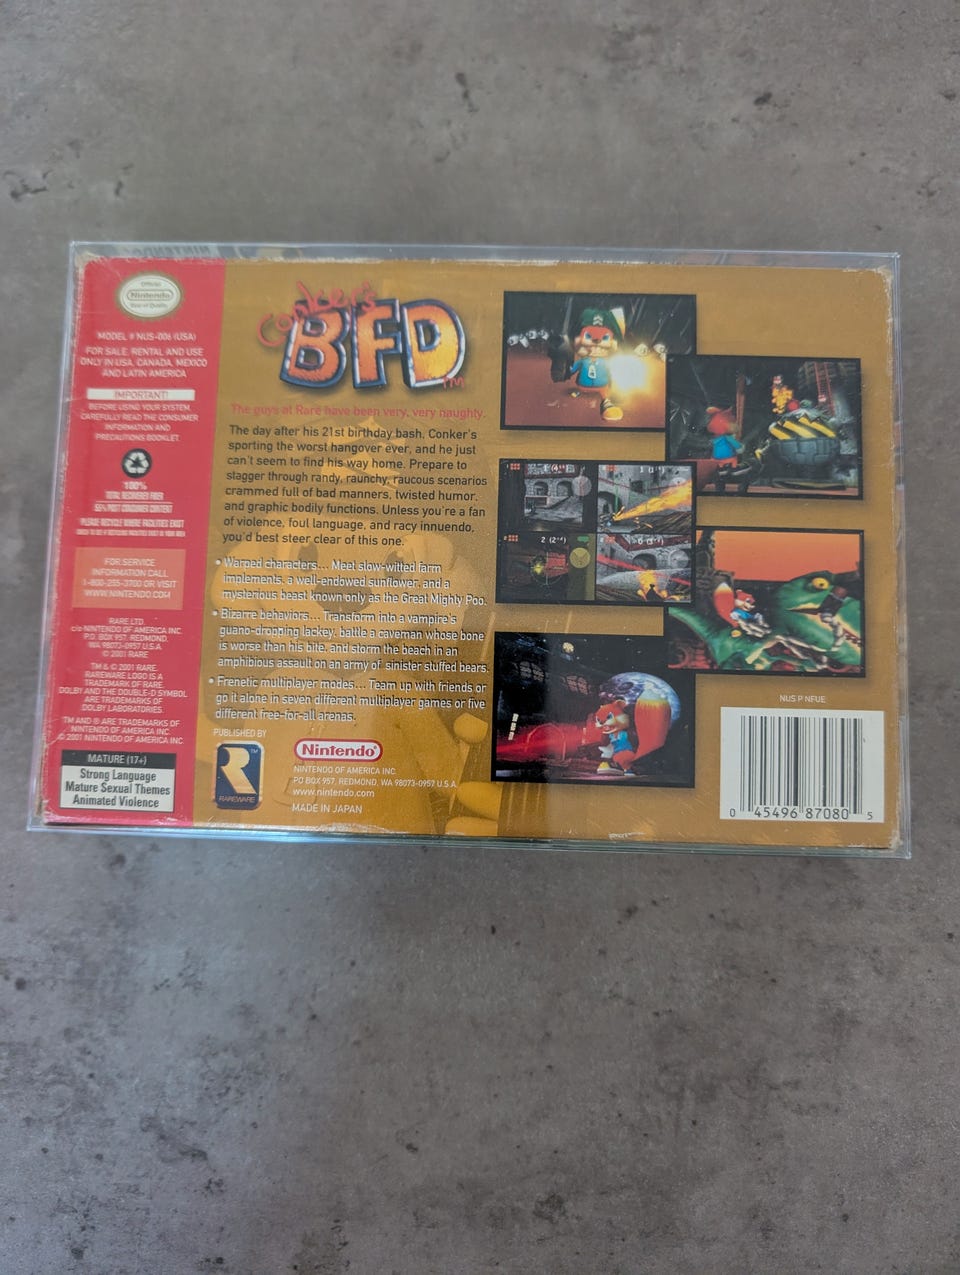 Official
Nintendo
Seal of Quality
MODEL # NUS-006 (USA)
FOR SALE, RENTAL AND USE
ONLY IN USA, CANADA, MEXICO
AND LATIN AMERICA
IMPORTANT!
BEFORE USING YOUR SYSTEM,
CAREFULLY READ THE CONSUMER
INFORMATION AND
PRECAUTIONS BOOKLET.
100%
TOTAL RECOVERED FIBER
55% POST CONSUMER CONTENT
PLEASE RECYCLE WHERE FACILITIES EXIST
FOR SERVICE
INFORMATION CALL
1-800-255-3700 OR VISIT
WWW.NINTENDO.COM
RARE LTD.
c/o NINTENDO OF AMERICA INC.
P.O. BOX 957, REDMOND,
WA 98073-0957 U.S.A.
© 2001 RARE
TM & © 2001 RARE.
RAREWARE LOGO IS A
TRADEMARK OF RARE.
DOLBY AND THE DOUBLE-D SYMBOL
ARE TRADEMARKS OF
DOLBY LABORATORIES.
TM AND ® ARE TRADEMARKS OF
NINTENDO OF AMERICA INC.
© 2001 NINTENDO OF AMERICA INC.
MATURE (17+)
Strong Language
Mature Sexual Themes
Animated Violence
Conker's
BFD
TM
The guys at Rare have been very, very naughty.
The day after his 21st birthday bash, Conker's
sporting the worst hangover ever, and he just
can't seem to find his way home. Prepare to
stagger through randy, raunchy, raucous scenarios
crammed full of bad manners, twisted humor,
and graphic bodily functions. Unless you're a fan
of violence, foul language, and racy innuendo,
you'd best steer clear of this one.
• Warped characters... Meet slow-witted farm
implements, a well-endowed sunflower, and a
mysterious beast known only as the Great Mighty Poo.
• Bizarre behaviors... Transform into a vampire's
guano-dropping lackey, battle a caveman whose bone
is worse than his bite, and storm the beach in an
amphibious assault on an army of sinister stuffed bears.
• Frenetic multiplayer modes... Team up with friends or
go it alone in seven different multiplayer games or five
different free-for-all arenas.
PUBLISHED BY
R
TM
RAREWARE
Nintendo®
NINTENDO OF AMERICA INC.
PO BOX 957, REDMOND, WA 98073-0957 U.S.A.
www.nintendo.com
MADE IN JAPAN
NUS P NFUE
0 45496 87080 5